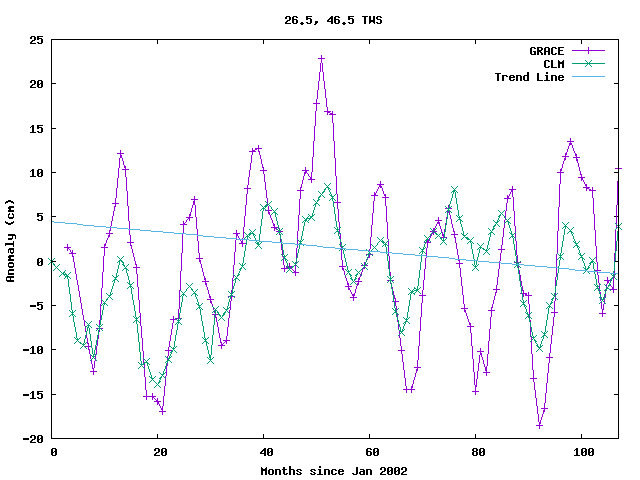 26.5, 46.5 TWS
GRACE
CLM
Trend Line
25
20
15
10
5
0
-5
-10
-15
-20
Anomaly (cm)
0 20 40 60 80 100
Months since Jan 2002